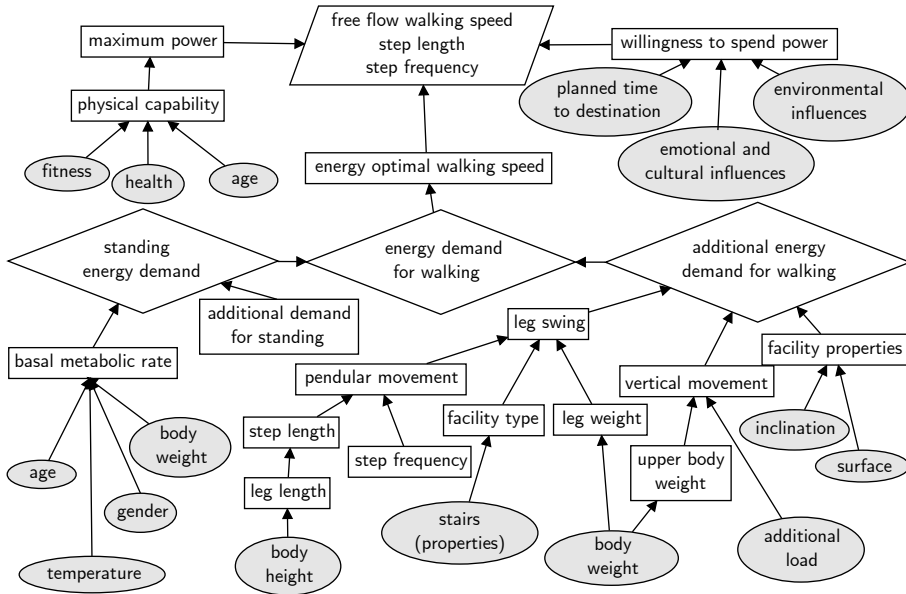 free flow walking speed
step length
step frequency
maximum power
willingness to spend power
physical capability
planned time
to destination
environmental
influences
emotional and
cultural influences
fitness
health
age
energy optimal walking speed
standing
energy demand
energy demand
for walking
additional energy
demand for walking
additional demand
for standing
leg swing
basal metabolic rate
facility properties
pendular movement
vertical movement
facility type
leg weight
inclination
step length
body
weight
step frequency
upper body
weight
age
surface
leg length
gender
stairs
(properties)
body
height
body
weight
additional
load
temperature